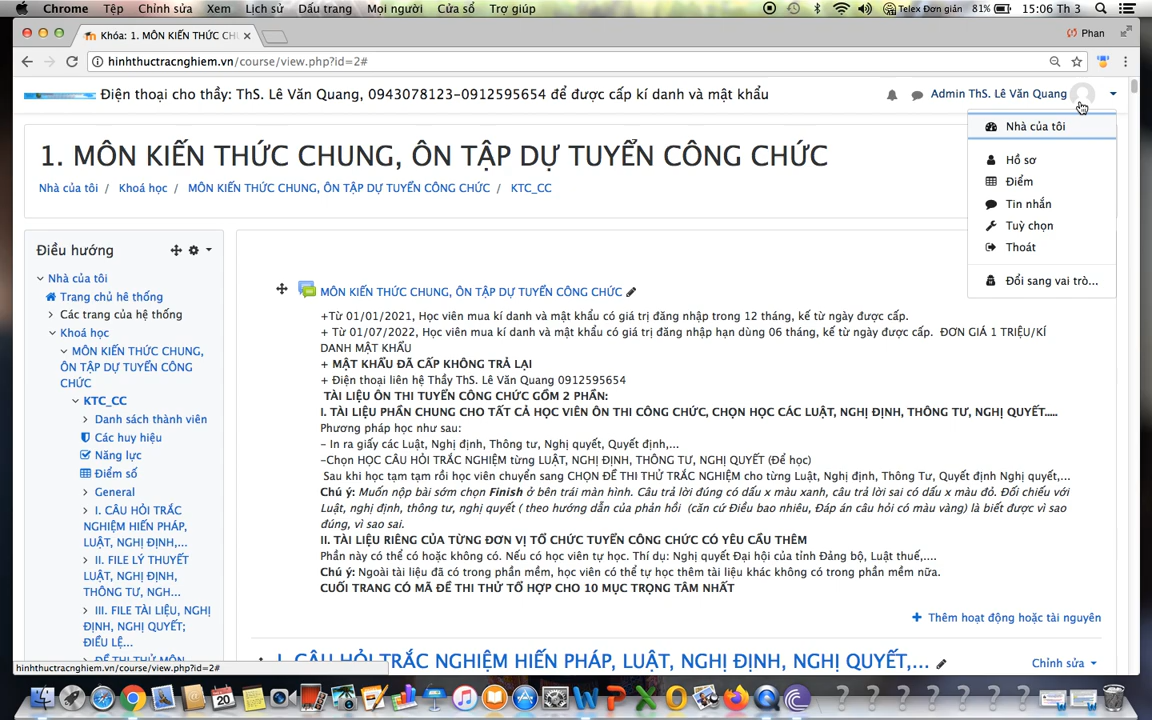 Chrome Tệp Chỉnh sửa Xem Lịch sử Dấu trang Mọi người Cửa sổ Trợ giúp Telex Đơn giản 81% 15:06 Th 3
Khóa: 1. MÔN KIẾN THỨC CH
Phan
hinhthuctracnghiem.vn/course/view.php?id=2#
Điện thoại cho thầy: ThS. Lê Văn Quang, 0943078123-0912595654 để được cấp kí danh và mật khẩu
Admin ThS. Lê Văn Quang
Nhà của tôi
Hồ sơ
Điểm
Tin nhắn
Tuỳ chọn
Thoát
Đổi sang vai trò...
1. MÔN KIẾN THỨC CHUNG, ÔN TẬP DỰ TUYỂN CÔNG CHỨC
Nhà của tôi / Khoá học / MÔN KIẾN THỨC CHUNG, ÔN TẬP DỰ TUYỂN CÔNG CHỨC / KTC_CC
Điều hướng
Nhà của tôi
Trang chủ hệ thống
Các trang của hệ thống
Khoá học
MÔN KIẾN THỨC CHUNG,
ÔN TẬP DỰ TUYỂN CÔNG
CHỨC
KTC_CC
Danh sách thành viên
Các huy hiệu
Năng lực
Điểm số
General
I. CÂU HỎI TRẮC
NGHIỆM HIẾN PHÁP,
LUẬT, NGHỊ ĐỊNH,...
II. FILE LÝ THUYẾT
LUẬT, NGHỊ ĐỊNH,
THÔNG TƯ, NGH...
III. FILE TÀI LIỆU, NGHỊ
ĐỊNH, NGHỊ QUYẾT;
ĐIỀU LỆ...
ĐỀ THI THỬ MÔN
MÔN KIẾN THỨC CHUNG, ÔN TẬP DỰ TUYỂN CÔNG CHỨC
+Từ 01/01/2021, Học viên mua kí danh và mật khẩu có giá trị đăng nhập trong 12 tháng, kể từ ngày được cấp.
+ Từ 01/07/2022, Học viên mua kí danh và mật khẩu có giá trị đăng nhập hạn dùng 06 tháng, kể từ ngày được cấp. ĐƠN GIÁ 1 TRIỆU/KÍ
DANH MẬT KHẨU
+ MẬT KHẨU ĐÃ CẤP KHÔNG TRẢ LẠI
+ Điện thoại liên hệ Thầy ThS. Lê Văn Quang 0912595654
TÀI LIỆU ÔN THI TUYỂN CÔNG CHỨC GỒM 2 PHẦN:
I. TÀI LIỆU PHẦN CHUNG CHO TẤT CẢ HỌC VIÊN ÔN THI CÔNG CHỨC, CHỌN HỌC CÁC LUẬT, NGHỊ ĐỊNH, THÔNG TƯ, NGHỊ QUYẾT.....
Phương pháp học như sau:
- In ra giấy các Luật, Nghị định, Thông tư, Nghị quyết, Quyết định,...
-Chọn HỌC CÂU HỎI TRẮC NGHIỆM từng LUẬT, NGHỊ ĐỊNH, THÔNG TƯ, NGHỊ QUYẾT (Để học)
Sau khi học tạm tạm rồi học viên chuyển sang CHỌN ĐỀ THI THỬ TRẮC NGHIỆM cho từng Luật, Nghị định, Thông Tư, Quyết định Nghị quyết,...
Chú ý: Muốn nộp bài sớm chọn Finish ở bên trái màn hình. Câu trả lời đúng có dấu x màu xanh, câu trả lời sai có dấu x màu đỏ. Đối chiếu với
Luật, nghị định, thông tư, nghị quyết ( theo hướng dẫn của phản hồi (căn cứ Điều bao nhiêu, Đáp án câu hỏi có màu vàng) là biết được vì sao
đúng, vì sao sai.
II. TÀI LIỆU RIÊNG CỦA TỪNG ĐƠN VỊ TỔ CHỨC TUYỂN CÔNG CHỨC CÓ YÊU CẦU THÊM
Phần này có thể có hoặc không có. Nếu có học viên tự học. Thí dụ: Nghị quyết Đại hội của tỉnh Đảng bộ, Luật thuế,....
Chú ý: Ngoài tài liệu đã có trong phần mềm, học viên có thể tự học thêm tài liệu khác không có trong phần mềm nữa.
CUỐI TRANG CÓ MÃ ĐỀ THI THỬ TỔ HỢP CHO 10 MỤC TRỌNG TÂM NHẤT
Thêm hoạt động hoặc tài nguyên
I. CÂU HỎI TRẮC NGHIỆM HIẾN PHÁP, LUẬT, NGHỊ ĐỊNH, NGHỊ QUYẾT,...
Chỉnh sửa
hinhthuctracnghiem.vn/course/view.php?id=2#
20